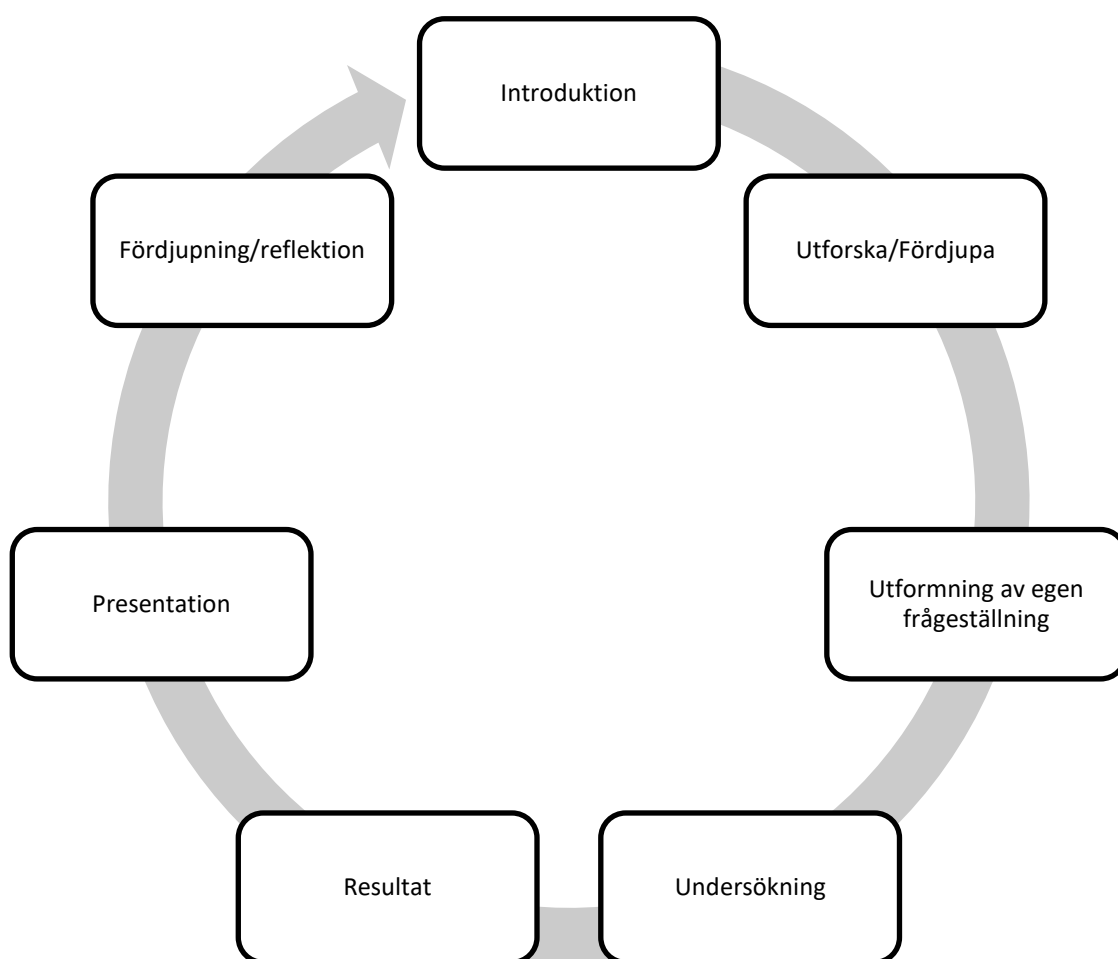 Introduktion
Utforska/Fördjupa
Utformning av egen
frågeställning
Undersökning
Resultat
Presentation
Fördjupning/reflektion